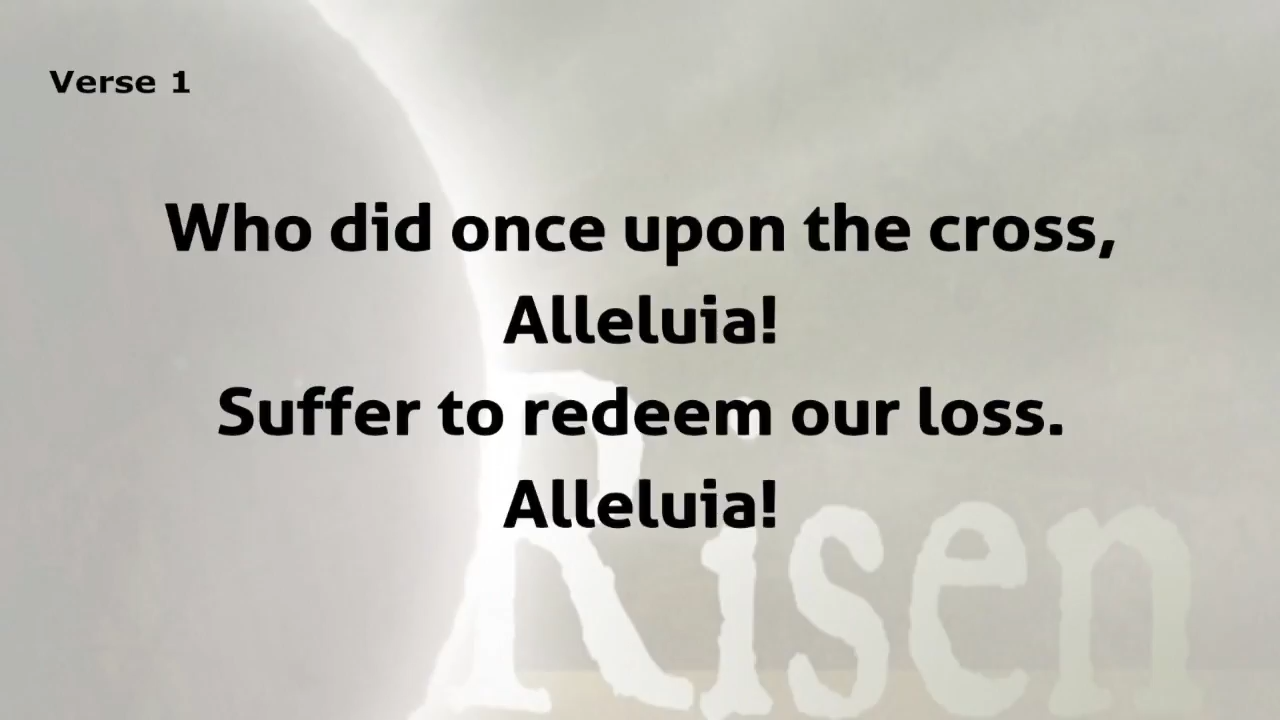 Verse 1
Who did once upon the cross,
Alleluia!
Suffer to redeem our loss.
Alleluia!
Risen